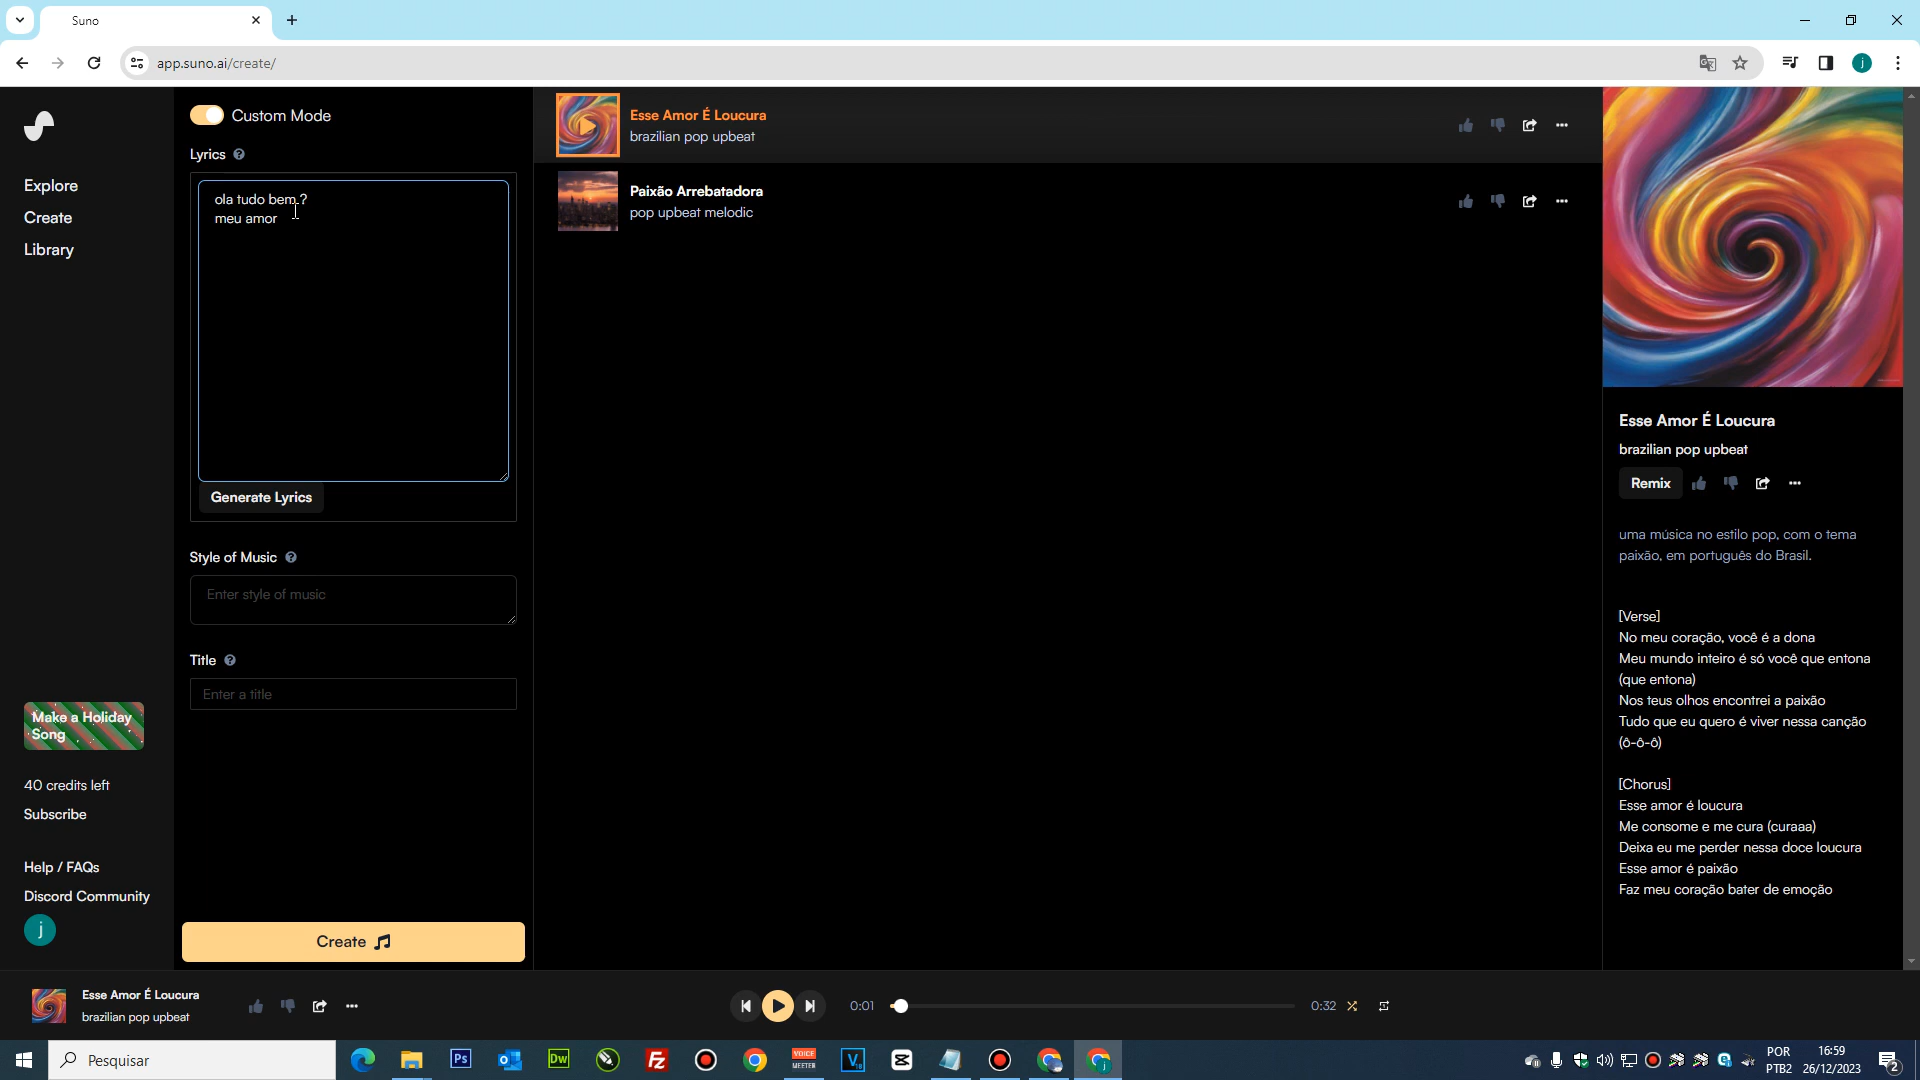 Suno
app.suno.ai/create/
j
Explore
Create
Library
Make a Holiday
Song
40 credits left
Subscribe
Help / FAQs
Discord Community
j
Custom Mode
Lyrics
ola tudo bem ?
meu amor
Generate Lyrics
Style of Music
Enter style of music
Title
Enter a title
Create
Esse Amor É Loucura
brazilian pop upbeat
Paixão Arrebatadora
pop upbeat melodic
Esse Amor É Loucura
brazilian pop upbeat
Remix
uma música no estilo pop, com o tema
paixão, em português do Brasil.
[Verse]
No meu coração, você é a dona
Meu mundo inteiro é só você que entona
(que entona)
Nos teus olhos encontrei a paixão
Tudo que eu quero é viver nessa canção
(ô-ô-ô)
[Chorus]
Esse amor é loucura
Me consome e me cura (curaaa)
Deixa eu me perder nessa doce loucura
Esse amor é paixão
Faz meu coração bater de emoção
Esse Amor É Loucura
brazilian pop upbeat
0:01
0:32
Pesquisar
Ps
Dw
Fz
VOICE
MEETER
POR
PTB2
16:59
26/12/2023
2